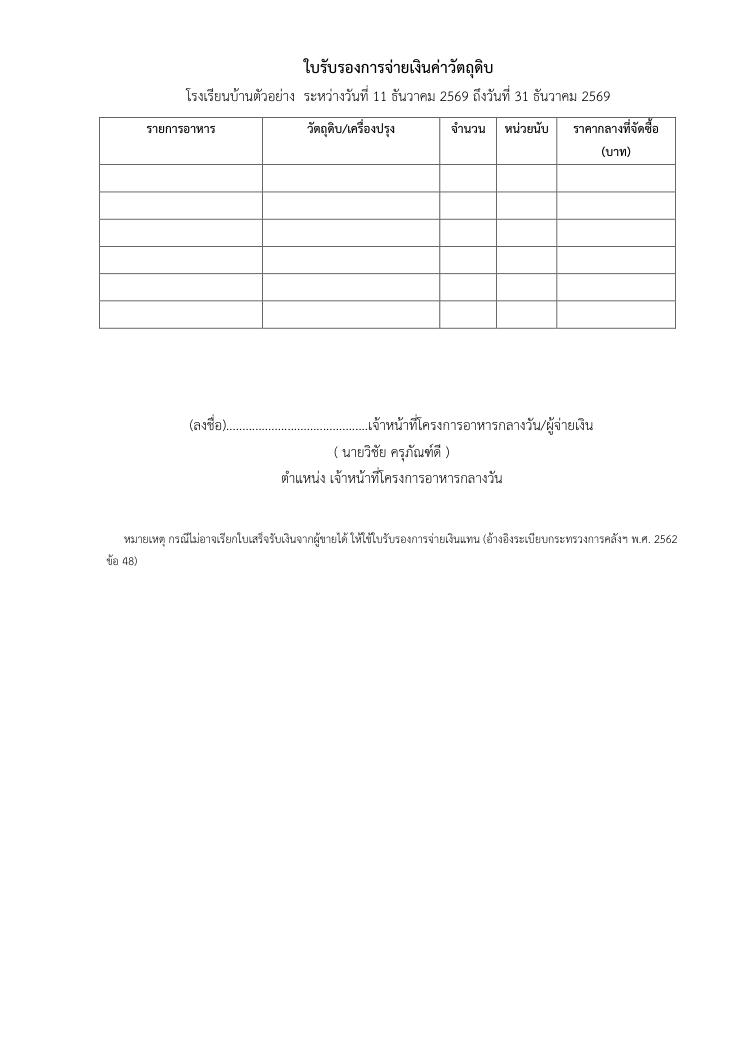 ใบรับรองการจ่ายเงินค่าวัตถุดิบ
โรงเรียนบ้านตัวอย่าง ระหว่างวันที่ 11 ธันวาคม 2569 ถึงวันที่ 31 ธันวาคม 2569
รายการอาหาร วัตถุดิบ/เครื่องปรุง จำนวน หน่วยนับ ราคากลางที่จัดซื้อ
(บาท)
(ลงชื่อ)............................................เจ้าหน้าที่โครงการอาหารกลางวัน/ผู้จ่ายเงิน
( นายวิชัย ครุภัณฑ์ดี )
ตำแหน่ง เจ้าหน้าที่โครงการอาหารกลางวัน
หมายเหตุ กรณีไม่อาจเรียกใบเสร็จรับเงินจากผู้ขายได้ ให้ใช้ใบรับรองการจ่ายเงินแทน (อ้างอิงระเบียบกระทรวงการคลังฯ พ.ศ. 2562
ข้อ 48)